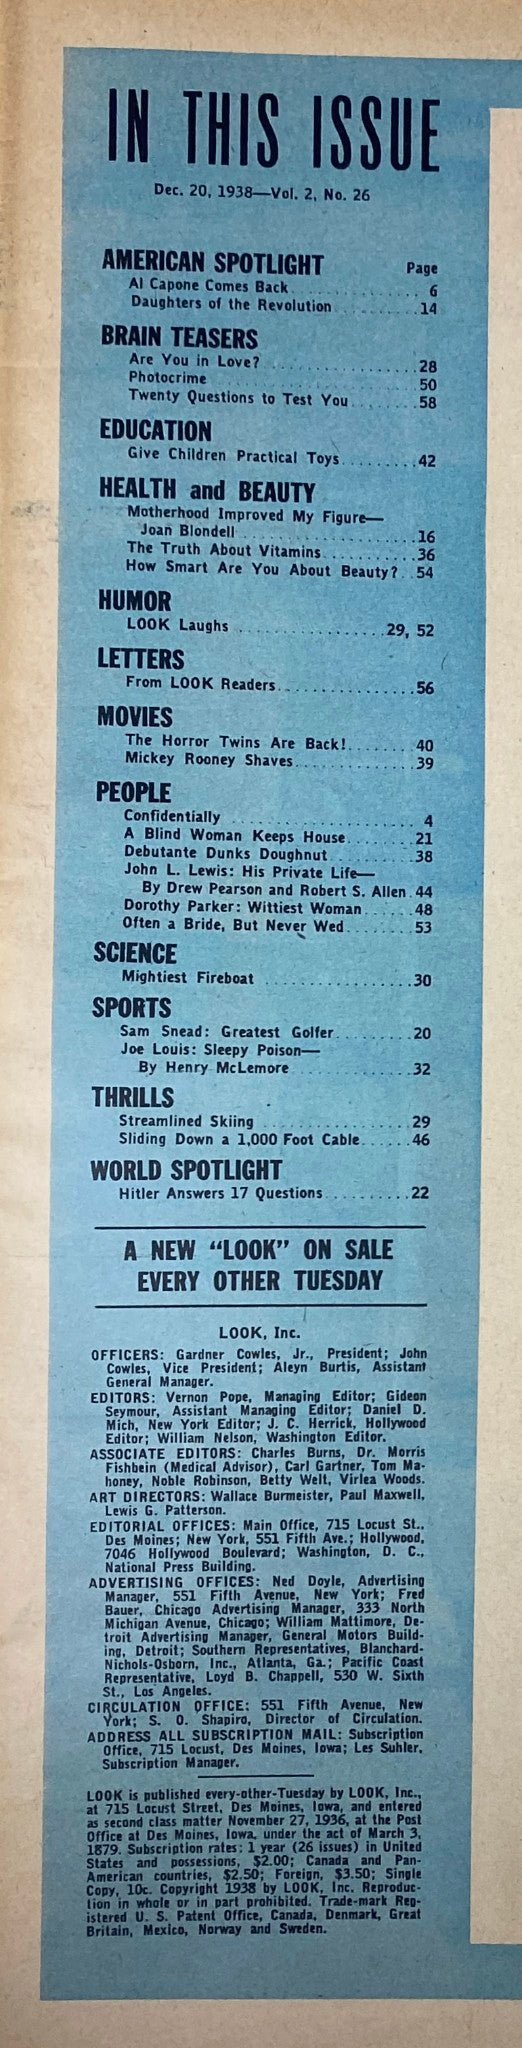 IN THIS ISSUE
Dec. 20, 1938—Vol. 2, No. 26
AMERICAN SPOTLIGHT Page
Al Capone Comes Back 6
Daughters of the Revolution 14
BRAIN TEASERS
Are You in Love? 28
Photocrime 50
Twenty Questions to Test You 58
EDUCATION
Give Children Practical Toys 42
HEALTH and BEAUTY
Motherhood Improved My Figure—
Joan Blondell 16
The Truth About Vitamins 36
How Smart Are You About Beauty? 54
HUMOR
LOOK Laughs 29, 52
LETTERS
From LOOK Readers 56
MOVIES
The Horror Twins Are Back! 40
Mickey Rooney Shaves 39
PEOPLE
Confidentially 4
A Blind Woman Keeps House 21
Debutante Dunks Doughnut 38
John L. Lewis: His Private Life—
By Drew Pearson and Robert S. Allen 44
Dorothy Parker: Wittiest Woman 48
Often a Bride, But Never Wed 53
SCIENCE
Mightiest Fireboat 30
SPORTS
Sam Snead: Greatest Golfer 20
Joe Louis: Sleepy Poison—
By Henry McLemore 32
THRILLS
Streamlined Skiing 29
Sliding Down a 1,000 Foot Cable 46
WORLD SPOTLIGHT
Hitler Answers 17 Questions 22
A NEW "LOOK" ON SALE
EVERY OTHER TUESDAY
LOOK, Inc.
OFFICERS: Gardner Cowles, Jr., President; John
Cowles, Vice President; Aleyn Burtis, Assistant
General Manager.
EDITORS: Vernon Pope, Managing Editor; Gideon
Seymour, Assistant Managing Editor; Daniel D.
Mich, New York Editor; J. C. Herrick, Hollywood
Editor; William Nelson, Washington Editor.
ASSOCIATE EDITORS: Charles Burns, Dr. Morris
Fishbein (Medical Advisor), Carl Gartner, Tom Ma-
honey, Noble Robinson, Betty Welt, Virlea Woods.
ART DIRECTORS: Wallace Burmeister, Paul Maxwell,
Lewis G. Patterson.
EDITORIAL OFFICES: Main Office, 715 Locust St.,
Des Moines; New York, 551 Fifth Ave.; Hollywood,
7046 Hollywood Boulevard; Washington, D. C.,
National Press Building.
ADVERTISING OFFICES: Ned Doyle, Advertising
Manager, 551 Fifth Avenue, New York; Fred
Bauer, Chicago Advertising Manager, 333 North
Michigan Avenue, Chicago; William Mattimore, De-
troit Advertising Manager, General Motors Build-
ing, Detroit; Southern Representatives, Blanchard-
Nichols-Osborn, Inc., Atlanta, Ga.; Pacific Coast
Representative, Loyd B. Chappell, 530 W. Sixth
St., Los Angeles.
CIRCULATION OFFICE: 551 Fifth Avenue, New
York; S. O. Shapiro, Director of Circulation.
ADDRESS ALL SUBSCRIPTION MAIL: Subscription
Office, 715 Locust, Des Moines, Iowa; Les Suhler,
Subscription Manager.
LOOK is published every-other-Tuesday by LOOK, Inc.,
at 715 Locust Street, Des Moines, Iowa, and entered
as second class matter November 27, 1936, at the Post
Office at Des Moines, Iowa, under the act of March 3,
1879. Subscription rates: 1 year (26 issues) in United
States and possessions, $2.00; Canada and Pan-
American countries, $2.50; Foreign, $3.50; Single
Copy, 10c. Copyright 1938 by LOOK, Inc. Reproduc-
tion in whole or in part prohibited. Trade-mark Reg-
istered U. S. Patent Office, Canada, Denmark, Great
Britain, Mexico, Norway and Sweden.